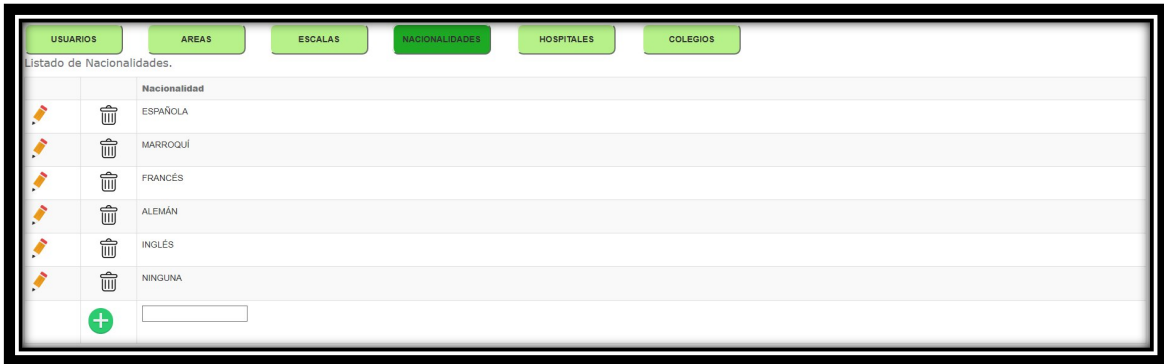 USUARIOS AREAS ESCALAS NACIONALIDADES HOSPITALES COLEGIOS
Listado de Nacionalidades.
Nacionalidad
ESPAÑOLA
MARROQUÍ
FRANCÉS
ALEMÁN
INGLÉS
NINGUNA